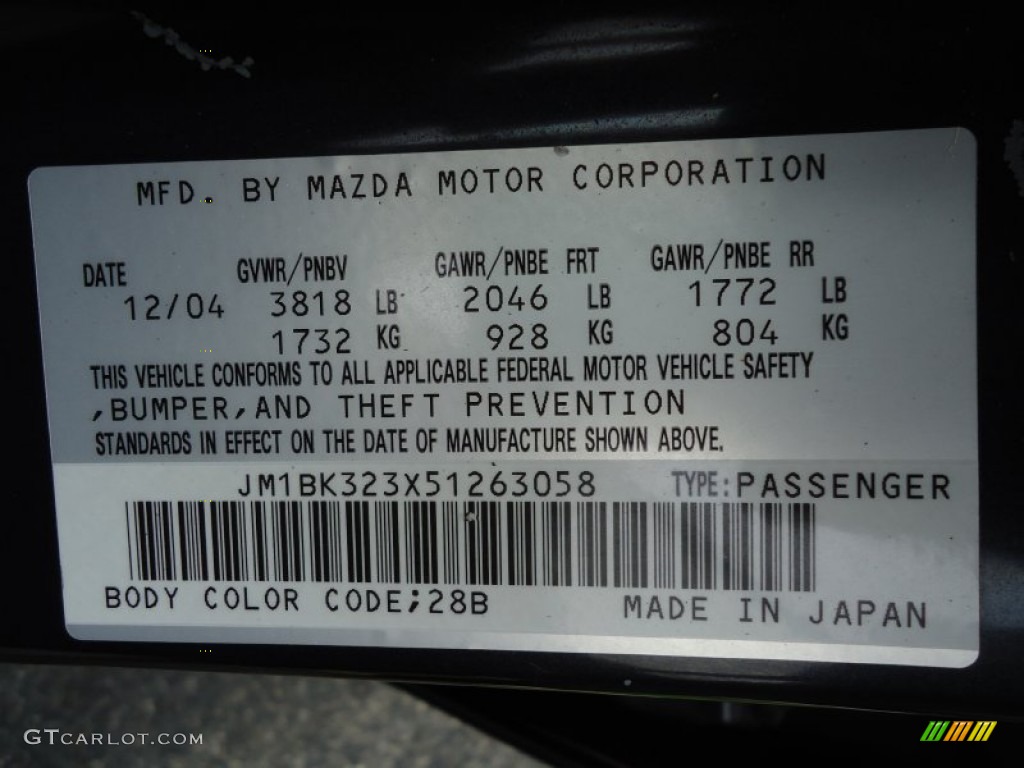 MFD. BY MAZDA MOTOR CORPORATION
DATE GVWR/PNBV GAWR/PNBE FRT GAWR/PNBE RR
12/04 3818 LB 2046 LB 1772 LB
1732 KG 928 KG 804 KG
THIS VEHICLE CONFORMS TO ALL APPLICABLE FEDERAL MOTOR VEHICLE SAFETY
,BUMPER,AND THEFT PREVENTION
STANDARDS IN EFFECT ON THE DATE OF MANUFACTURE SHOWN ABOVE.
JM1BK323X51263058 TYPE:PASSENGER
BODY COLOR CODE;28B MADE IN JAPAN
GTCARLOT.COM